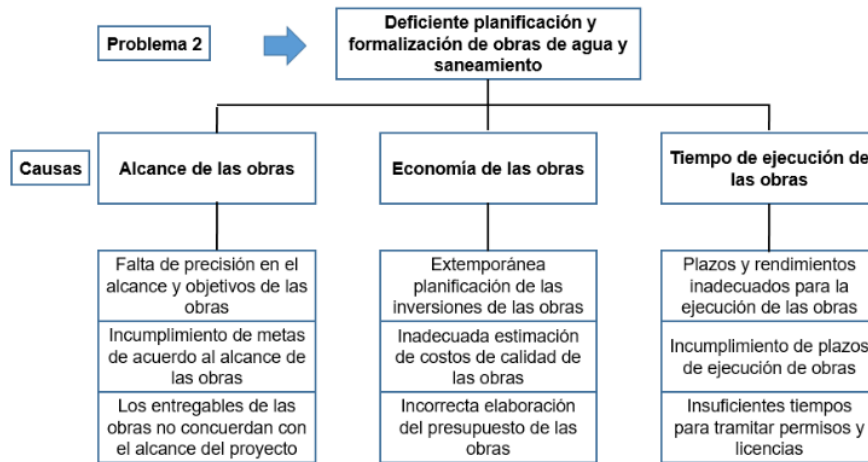 Problema 2
Deficiente planificación y
formalización de obras de agua y
saneamiento
Causas
Alcance de las obras
Economía de las obras
Tiempo de ejecución de
las obras
Falta de precisión en el
alcance y objetivos de las
obras
Incumplimiento de metas
de acuerdo al alcance de
las obras
Los entregables de las
obras no concuerdan con
el alcance del proyecto
Extemporánea
planificación de las
inversiones de las obras
Inadecuada estimación
de costos de calidad de
las obras
Incorrecta elaboración
del presupuesto de las
obras
Plazos y rendimientos
inadecuados para la
ejecución de las obras
Incumplimiento de plazos
de ejecución de obras
Insuficientes tiempos
para tramitar permisos y
licencias